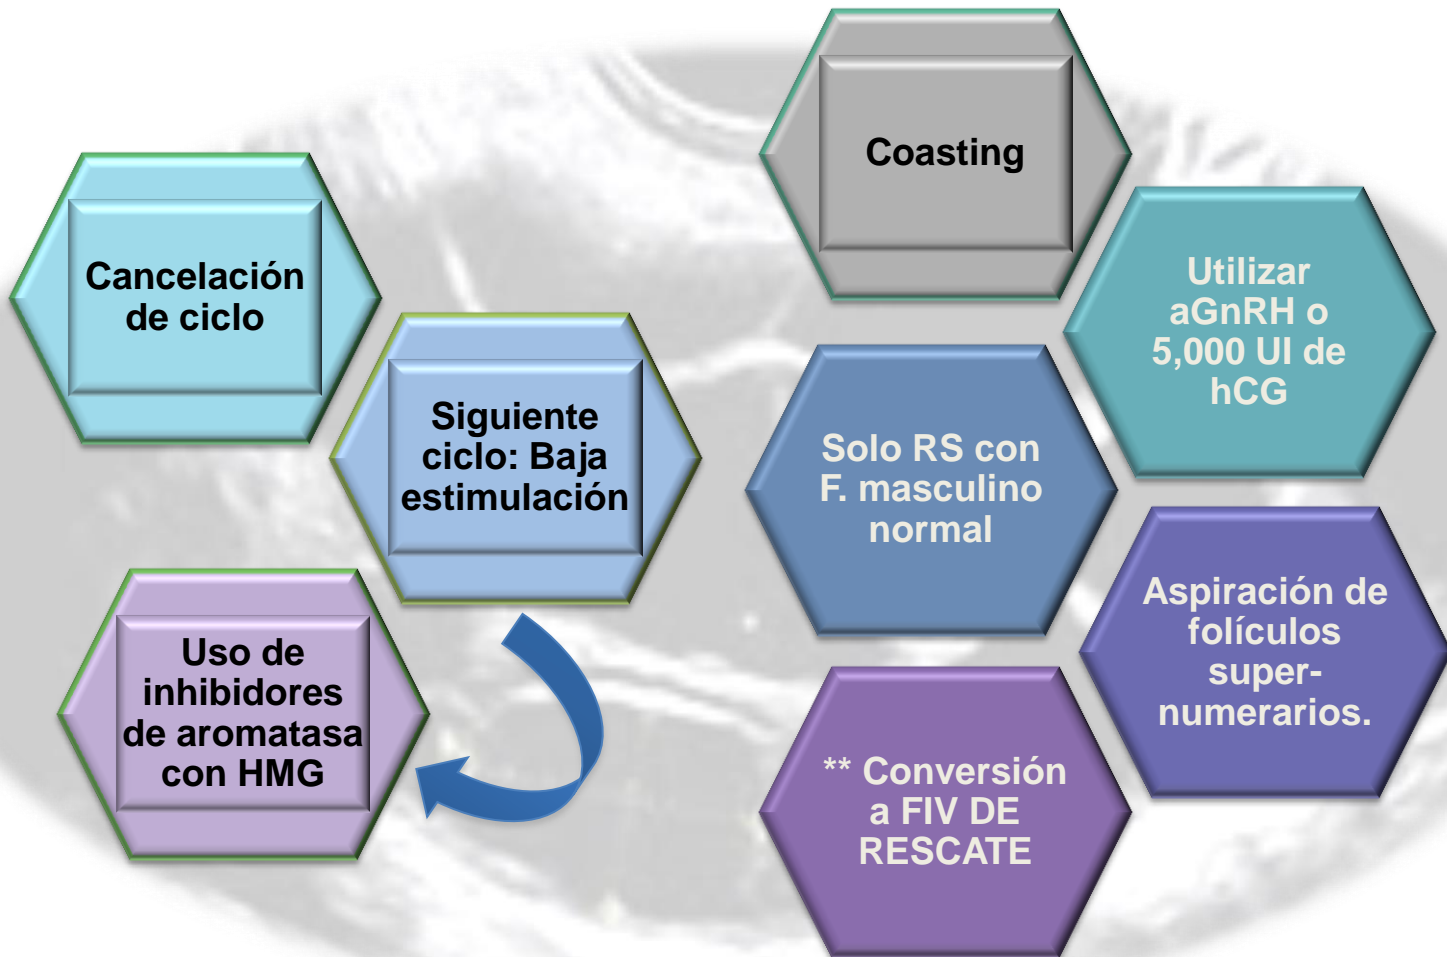 Cancelación
de ciclo
Siguiente
ciclo: Baja
estimulación
Uso de
inhibidores
de aromatasa
con HMG
Coasting
Utilizar
aGnRH o
5,000 UI de
hCG
Solo RS con
F. masculino
normal
Aspiración de
folículos
super-
numerarios.
** Conversión
a FIV DE
RESCATE